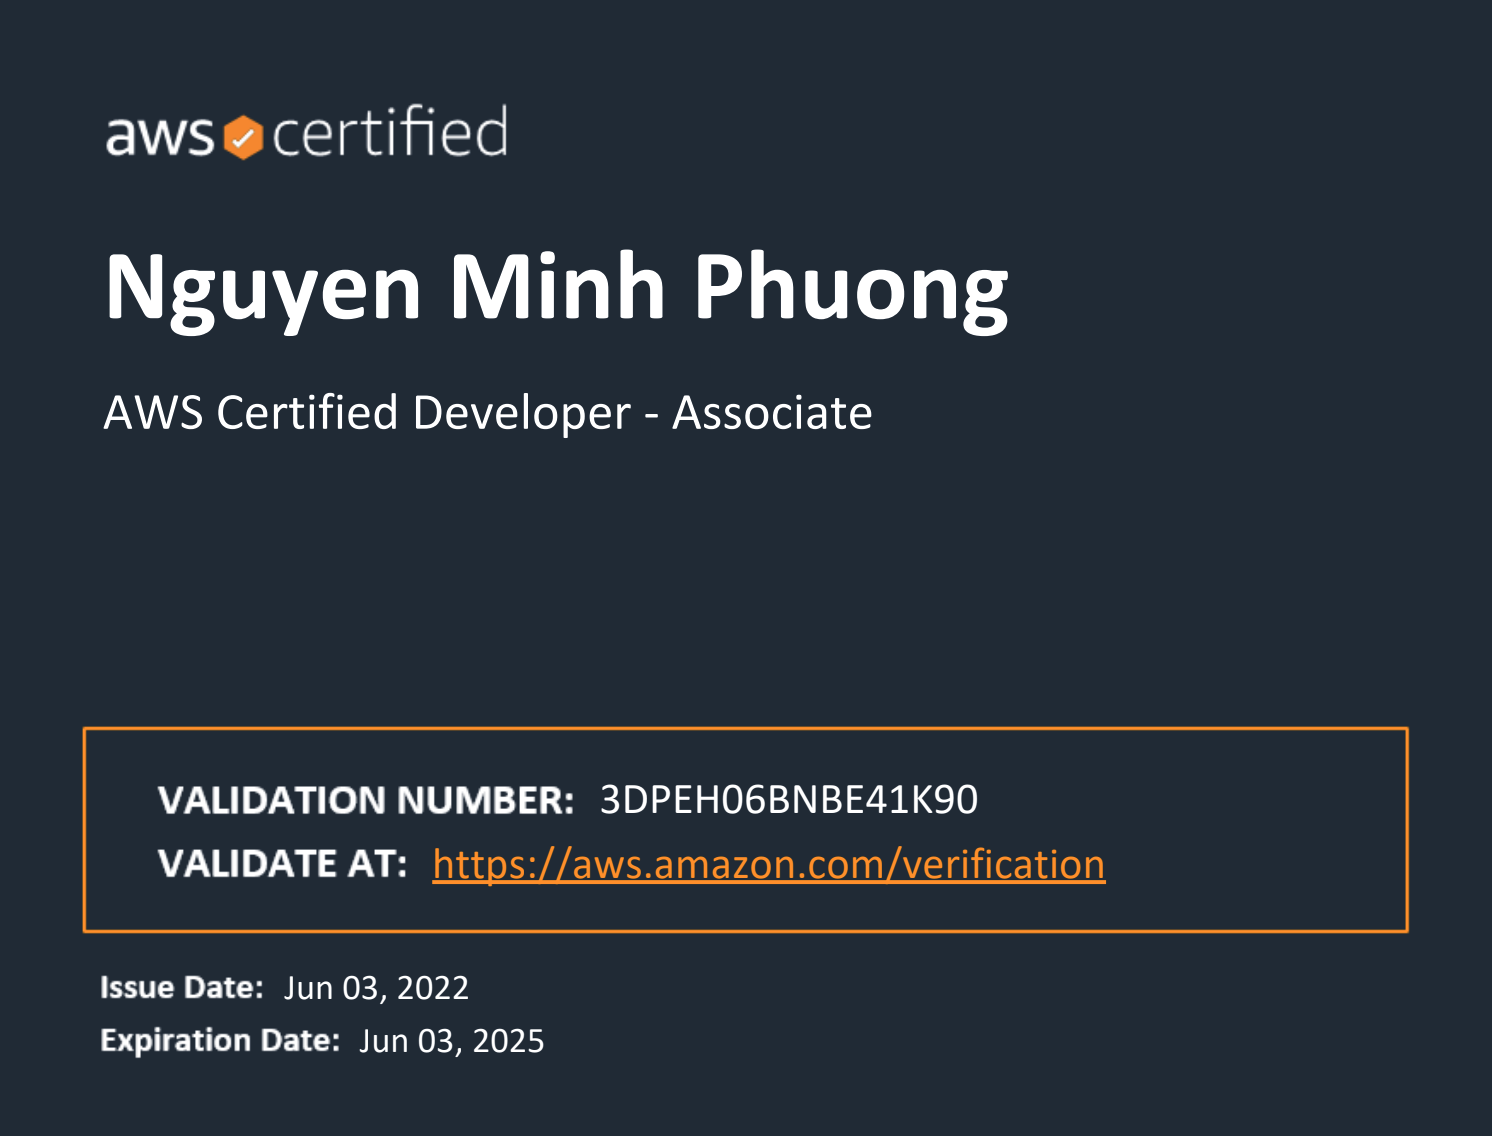 aws certified
Nguyen Minh Phuong
AWS Certified Developer - Associate
VALIDATION NUMBER: 3DPEH06BNBE41K90
VALIDATE AT: https://aws.amazon.com/verification
Issue Date: Jun 03, 2022
Expiration Date: Jun 03, 2025